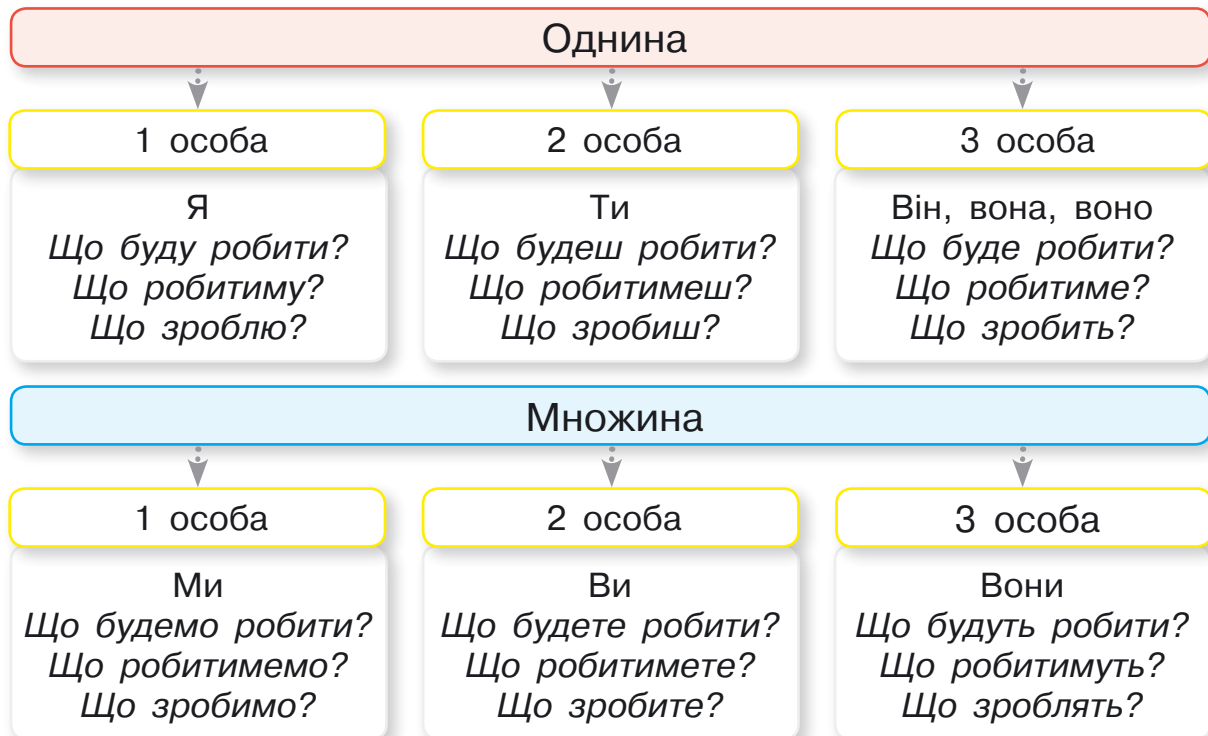 Однина
1 особа
Я
Що буду робити?
Що робитиму?
Що зроблю?
2 особа
Ти
Що будеш робити?
Що робитимеш?
Що зробиш?
3 особа
Він, вона, воно
Що буде робити?
Що робитиме?
Що зробить?
Множина
1 особа
Ми
Що будемо робити?
Що робитимемо?
Що зробимо?
2 особа
Ви
Що будете робити?
Що робитимете?
Що зробите?
3 особа
Вони
Що будуть робити?
Що робитимуть?
Що зроблять?